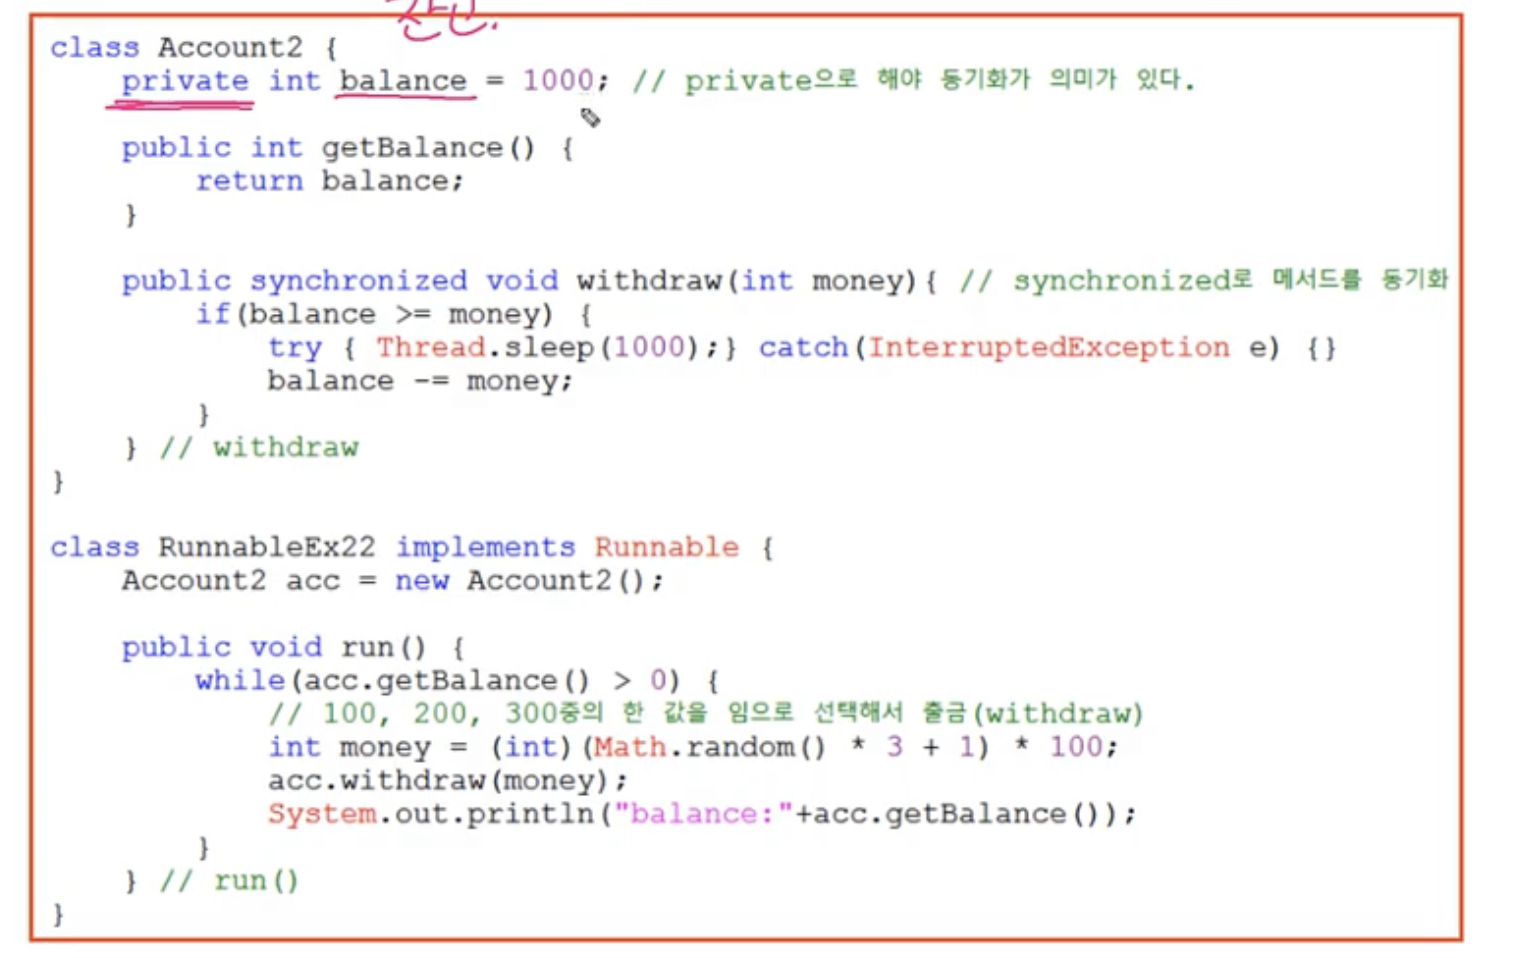 class Account2 {
    private int balance = 1000; // private으로 해야 동기화가 의미가 있다.
    public int getBalance() {
        return balance;
    }
    public synchronized void withdraw(int money){ // synchronized로 메서드를 동기화
        if(balance >= money) {
            try { Thread.sleep(1000);} catch(InterruptedException e) {}
            balance -= money;
        }
    } // withdraw
}
class RunnableEx22 implements Runnable {
    Account2 acc = new Account2();
    public void run() {
        while(acc.getBalance() > 0) {
            // 100, 200, 300중의 한 값을 임으로 선택해서 출금(withdraw)
            int money = (int)(Math.random() * 3 + 1) * 100;
            acc.withdraw(money);
            System.out.println("balance:"+acc.getBalance());
        }
    } // run()
}